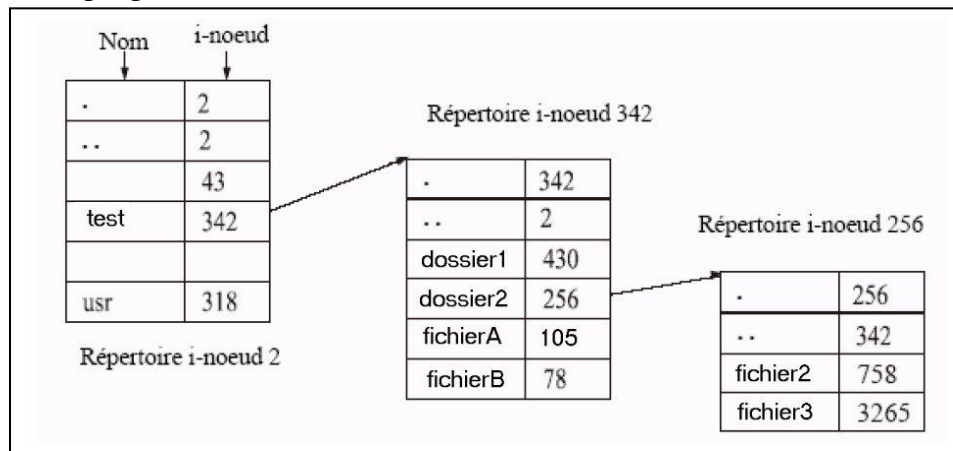 Nom i-noeud
. 2
.. 2
43
test 342
usr 318
Répertoire i-noeud 2
Répertoire i-noeud 342
. 342
.. 2
dossier1 430
dossier2 256
fichierA 105
fichierB 78
Répertoire i-noeud 256
. 256
.. 342
fichier2 758
fichier3 3265